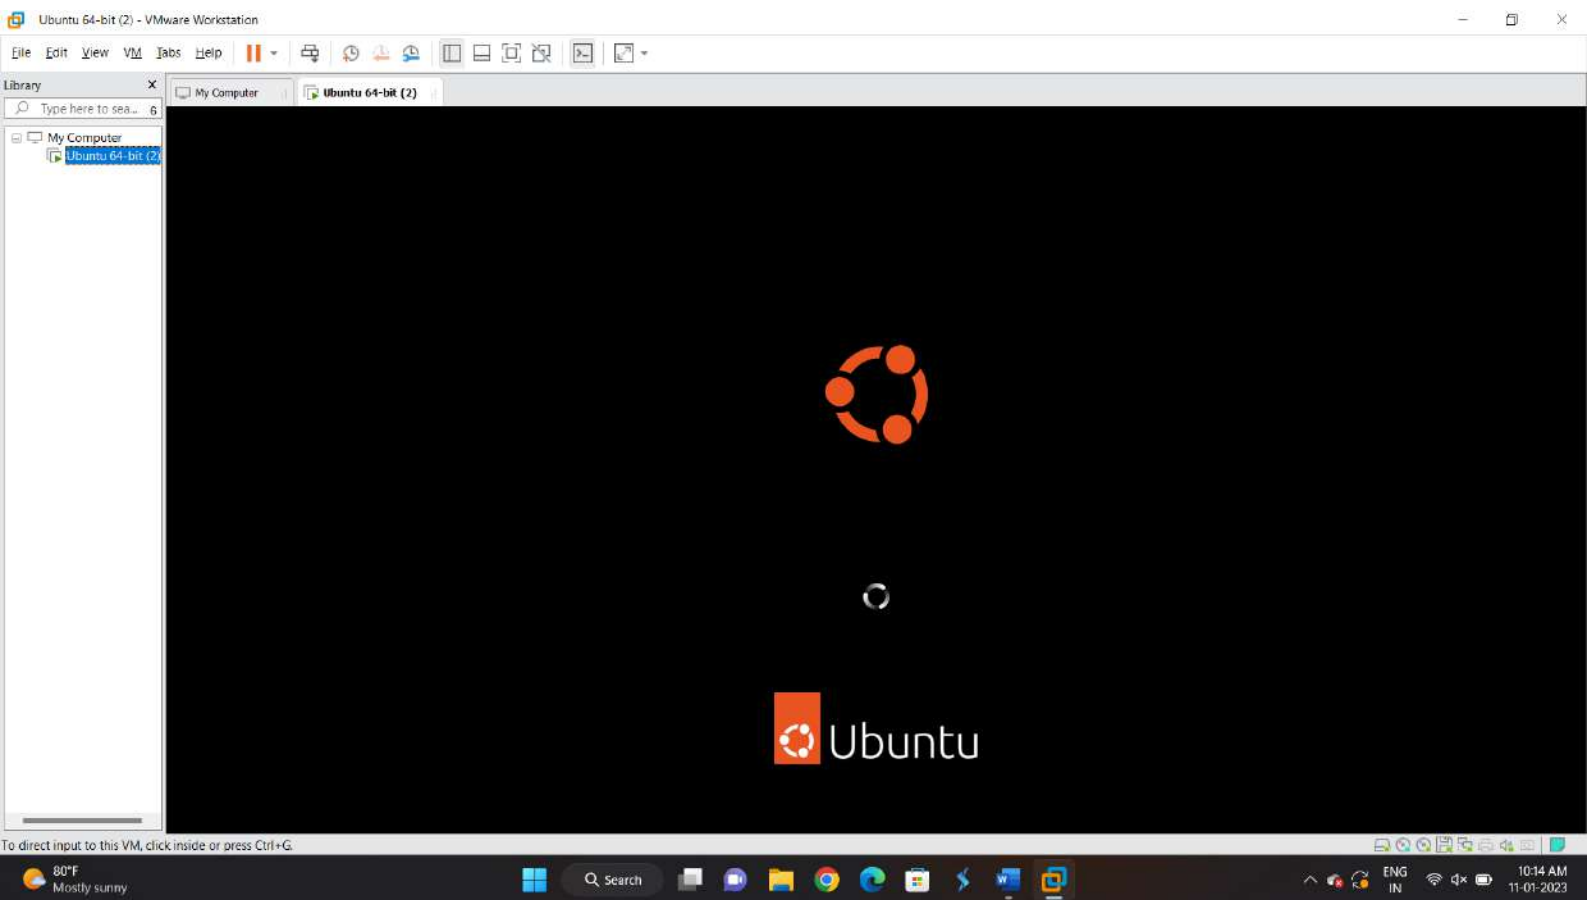 Ubuntu 64-bit (2) - VMware Workstation
File Edit View VM Tabs Help
Library X
My Computer
Ubuntu 64-bit (2)
Type here to sea...
My Computer
Ubuntu 64-bit (2)
Ubuntu
To direct input to this VM, click inside or press Ctrl+G.
80°F
Mostly sunny
Search
ENG
IN
10:14 AM
11-01-2023